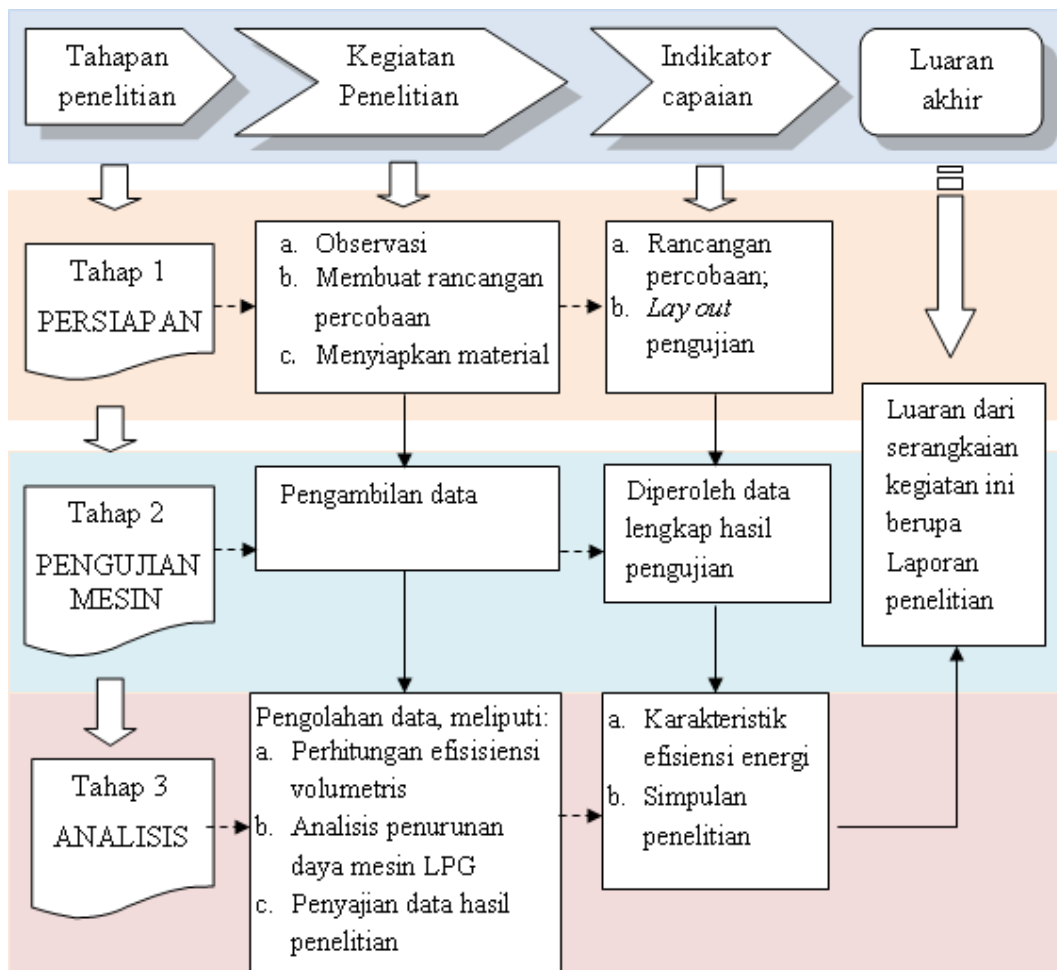 Tahapan
penelitian
Kegiatan
Penelitian
Indikator
capaian
Luaran
akhir
Tahap 1
PERSIAPAN
a. Observasi
b. Membuat rancangan
percobaan
c. Menyiapkan material
a. Rancangan
percobaan;
b. Lay out
pengujian
Luaran dari
serangkaian
kegiatan ini
berupa
Laporan
penelitian
Tahap 2
PENGUJIAN
MESIN
Pengambilan data
Diperoleh data
lengkap hasil
pengujian
Tahap 3
ANALISIS
Pengolahan data, meliputi:
a. Perhitungan efisisiensi
volumetris
b. Analisis penurunan
daya mesin LPG
c. Penyajian data hasil
penelitian
a. Karakteristik
efisiensi energi
b. Simpulan
penelitian